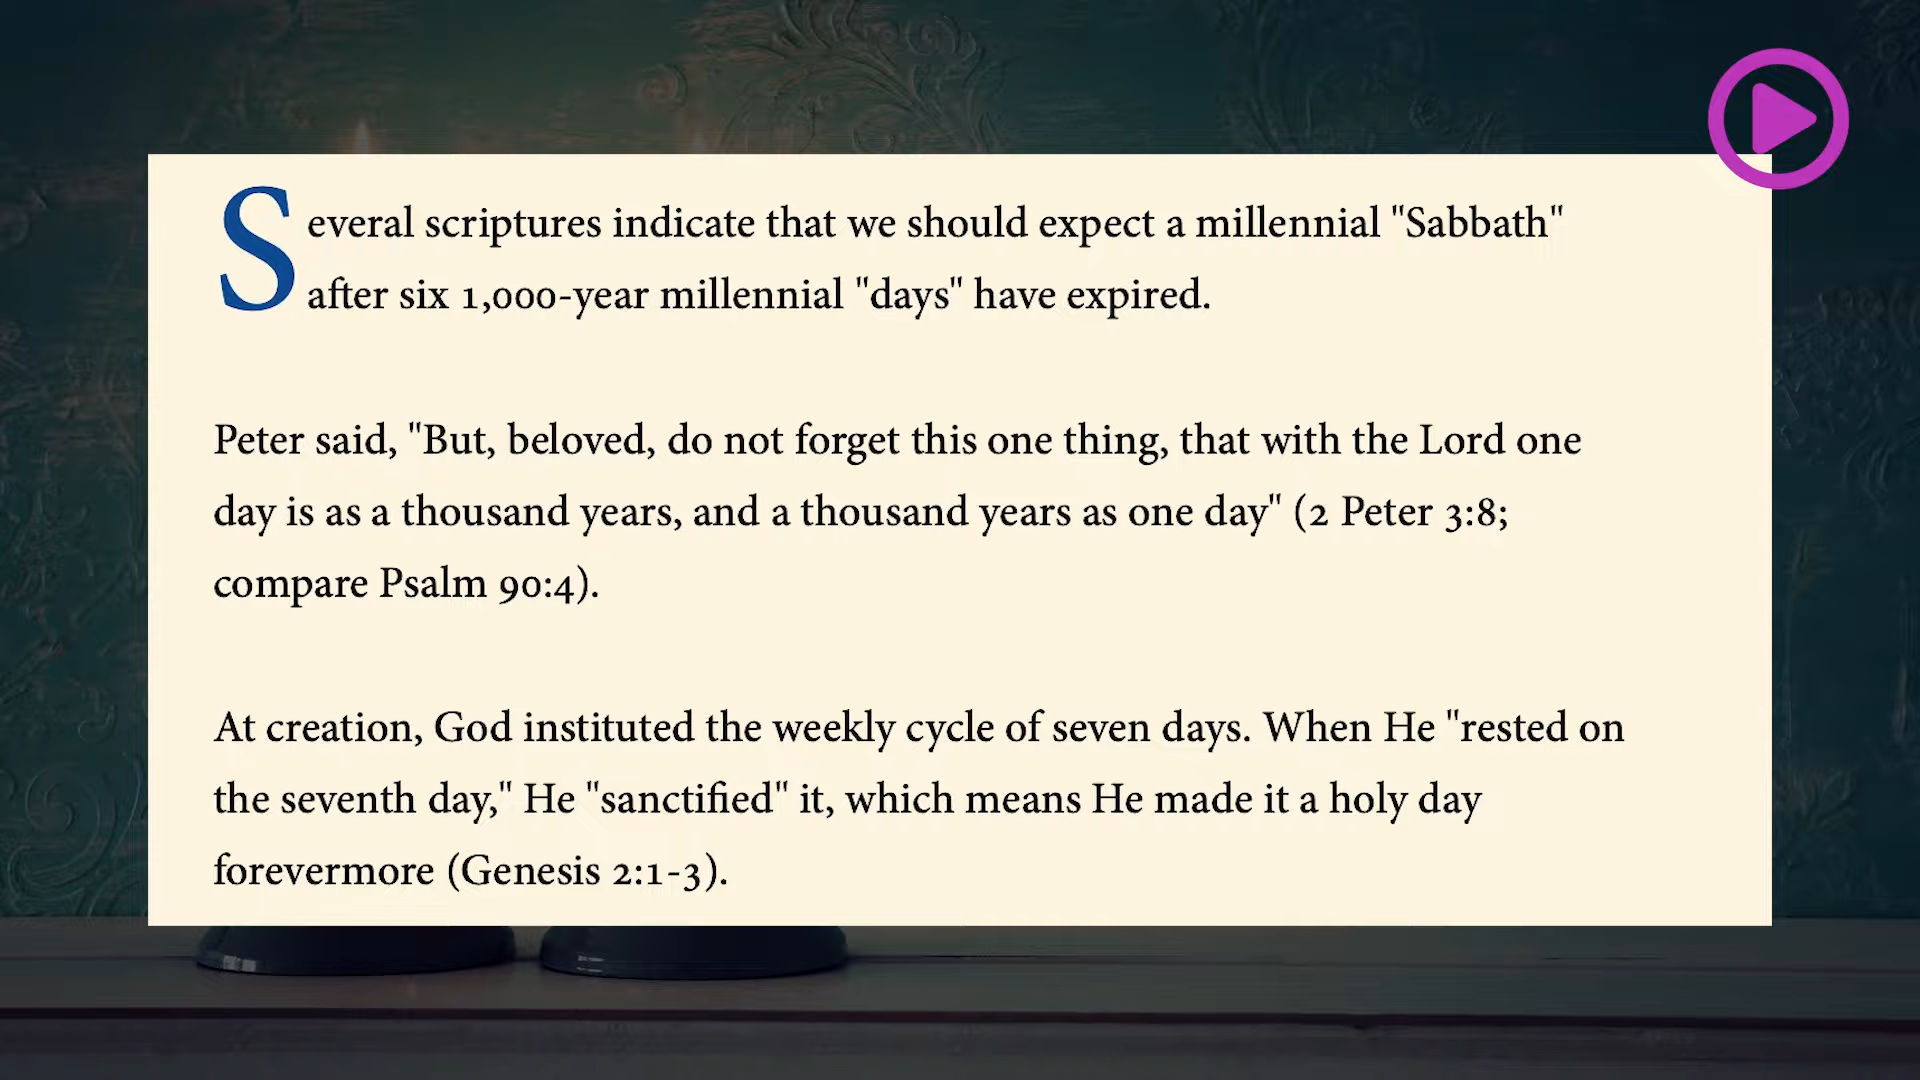 Several scriptures indicate that we should expect a millennial "Sabbath"
after six 1,000-year millennial "days" have expired.
Peter said, "But, beloved, do not forget this one thing, that with the Lord one
day is as a thousand years, and a thousand years as one day" (2 Peter 3:8;
compare Psalm 90:4).
At creation, God instituted the weekly cycle of seven days. When He "rested on
the seventh day," He "sanctified" it, which means He made it a holy day
forevermore (Genesis 2:1-3).